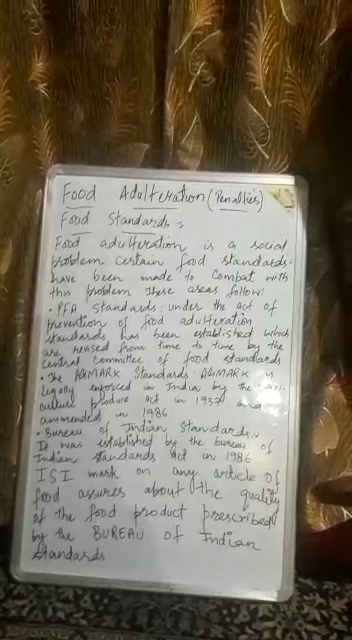 Food Adulteration (Penalties)
Food Standards :
Food adulteration is a social
problem certain food standards.
have been made to combat with
this problem these areas follow:
• PFA Standards: under the act of
prevention of food adulteration
standards has been established which
are revised from time to time by the
central committee of food standards
• The AGMARK Standards: AGMARK is
legally enforced in India by the
culture produce act in 1937 and
ammended in 1986
• Bureau of Indian Standards:
It was established by the bureau of
Indian standards act in 1986
ISI mark on any article of
food assures about the quality
of the food product prescribed
by the BUREAU of Indian
standards